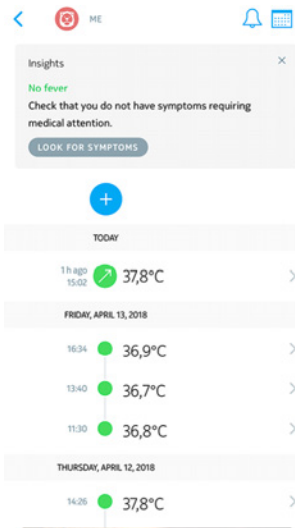 ME
Insights
No fever
Check that you do not have symptoms requiring
medical attention.
LOOK FOR SYMPTOMS
TODAY
1 h ago
15:02
37,8°C
FRIDAY, APRIL 13, 2018
16:34 36,9°C
13:40 36,7°C
11:30 36,8°C
THURSDAY, APRIL 12, 2018
14:26 37,8°C